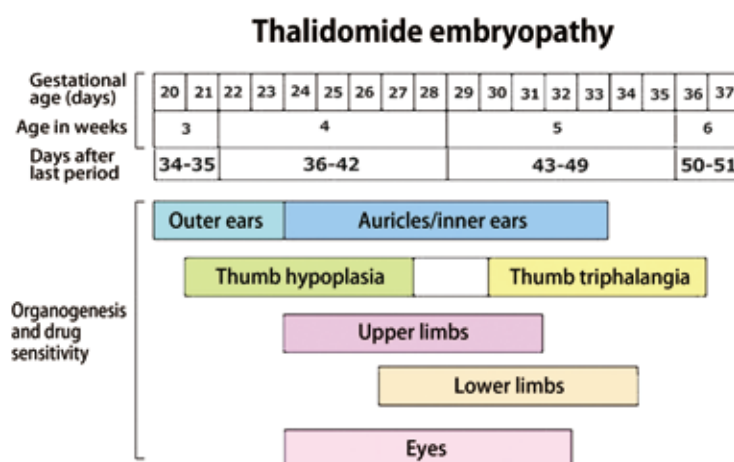 Thalidomide embryopathy
Gestational
age (days)
20 21 22 23 24 25 26 27 28 29 30 31 32 33 34 35 36 37
Age in weeks
3 4 5 6
Days after
last period
34-35 36-42 43-49 50-51
Outer ears Auricles/inner ears
Thumb hypoplasia Thumb triphalangia
Organogenesis
and drug
sensitivity
Upper limbs
Lower limbs
Eyes